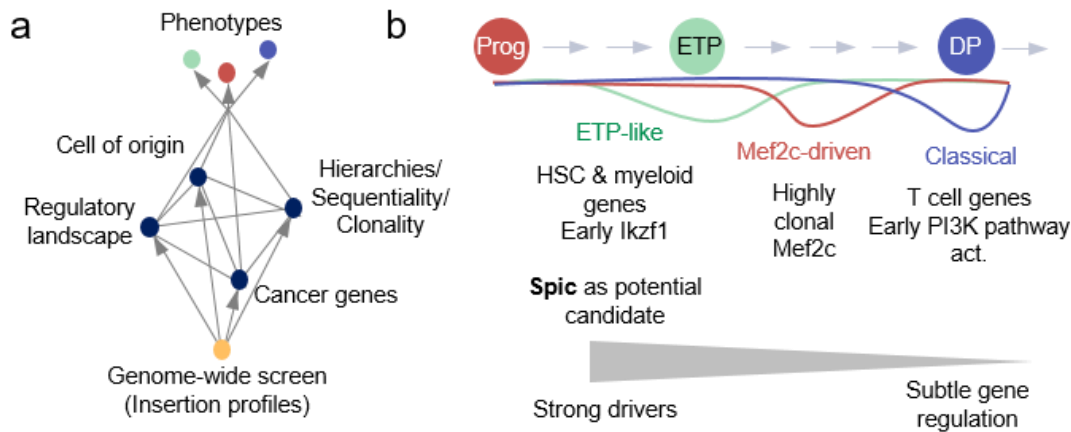 a
Phenotypes
Cell of origin
Regulatory
landscape
Hierarchies/
Sequentiality/
Clonality
Cancer genes
Genome-wide screen
(Insertion profiles)
b
Prog
ETP
DP
ETP-like
HSC & myeloid
genes
Early Ikzf1
Mef2c-driven
Highly
clonal
Mef2c
Classical
T cell genes
Early PI3K pathway
act.
Spic as potential
candidate
Strong drivers
Subtle gene
regulation